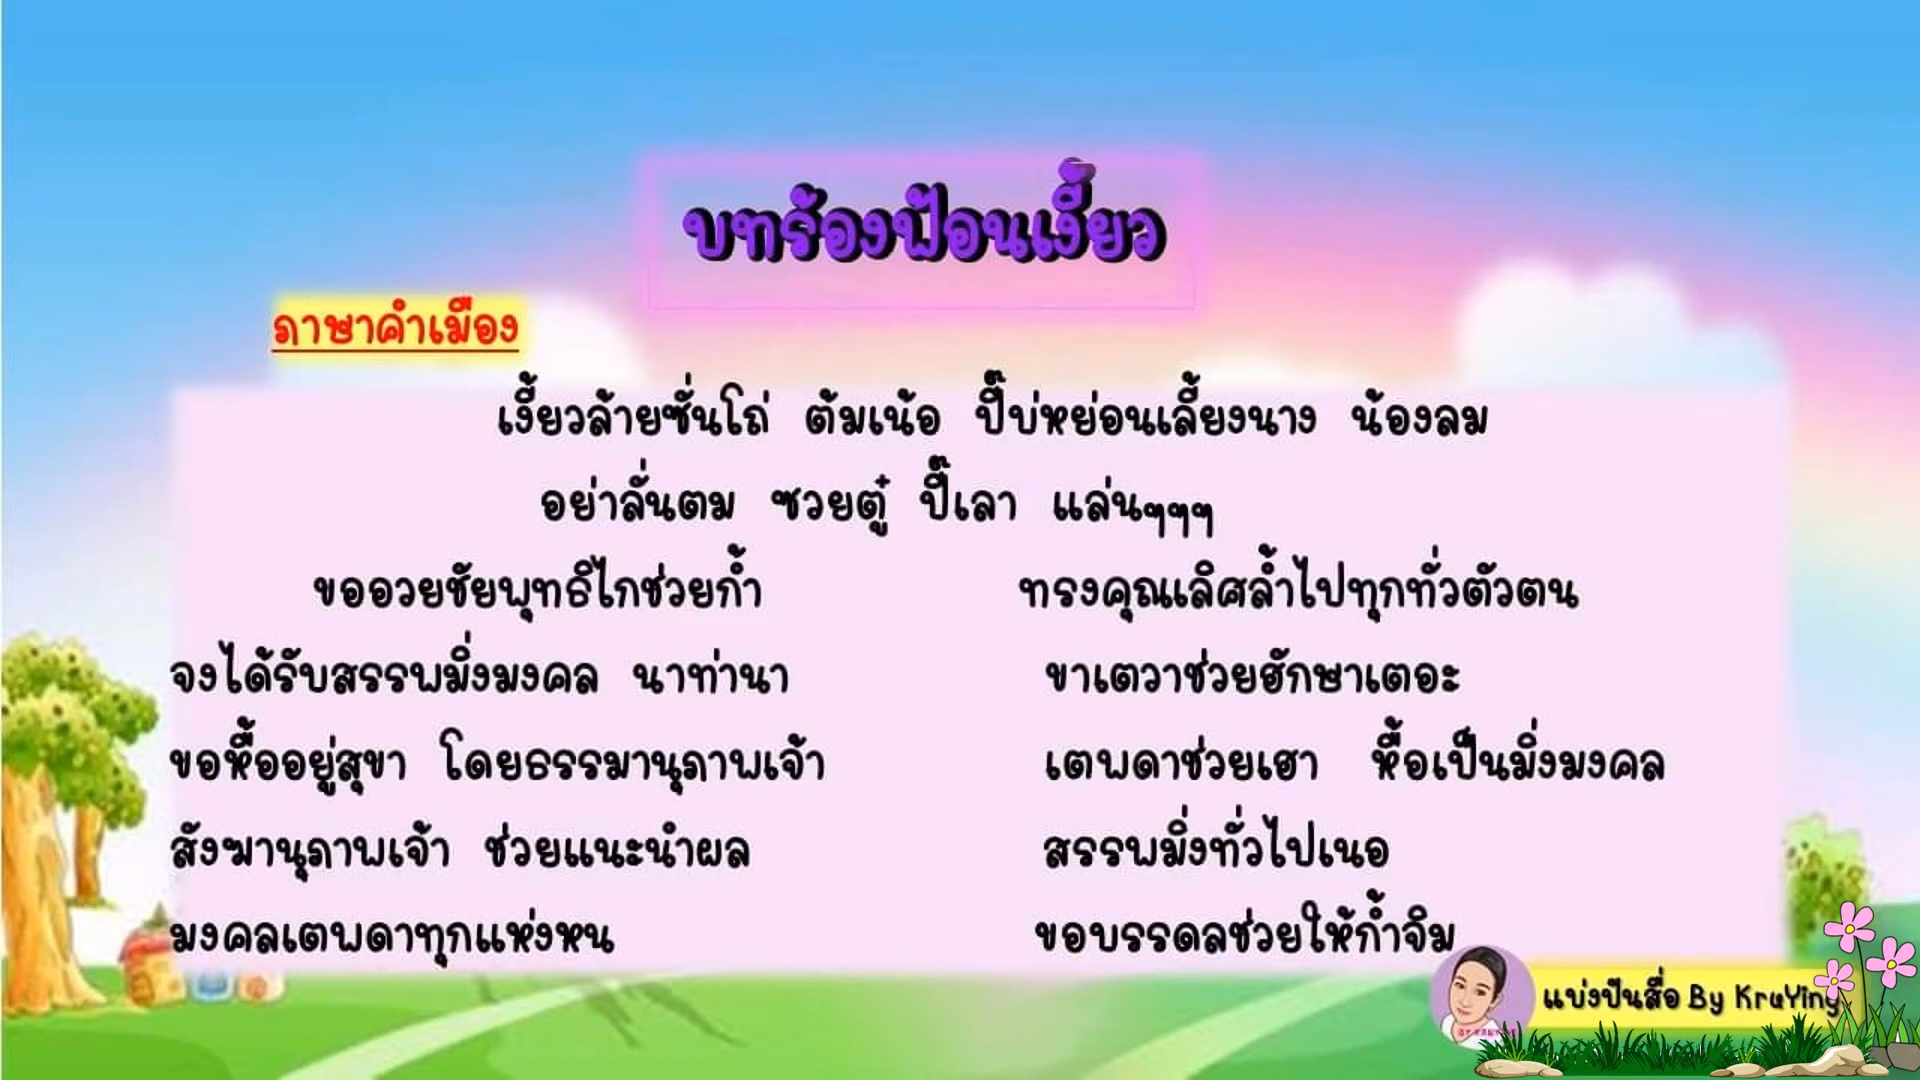 บทร้องฟ้อนเงี้ยว
ภาษาคำเมือง
เงี้ยวล้ายซั่นโถ่ ต้มเน้อ ปี๊บ่หย่อนเลี้ยงนาง น้องลม
อย่าลั่นตม ซวยตู๋ ปี๊เลา แล่นๆๆๆ
ขออวยชัยพุทธิไกช่วยก้ำ ทรงคุณเลิศล้ำไปทุกทั่วตัวตน
จงได้รับสรรพมิ่งมงคล นาท่านา ขาเตวาช่วยฮักษาเตอะ
ขอหื้ออยู่สุขา โดยธรรมานุภาพเจ้า เตพดาช่วยเฮา หื้อเป็นมิ่งมงคล
สังฆานุภาพเจ้า ช่วยแนะนำผล สรรพมิ่งทั่วไปเนอ
มงคลเตพดาทุกแห่งหน ขอบรรดลช่วยให้ก้ำจิม
แบ่งปันสื่อ By KruYing